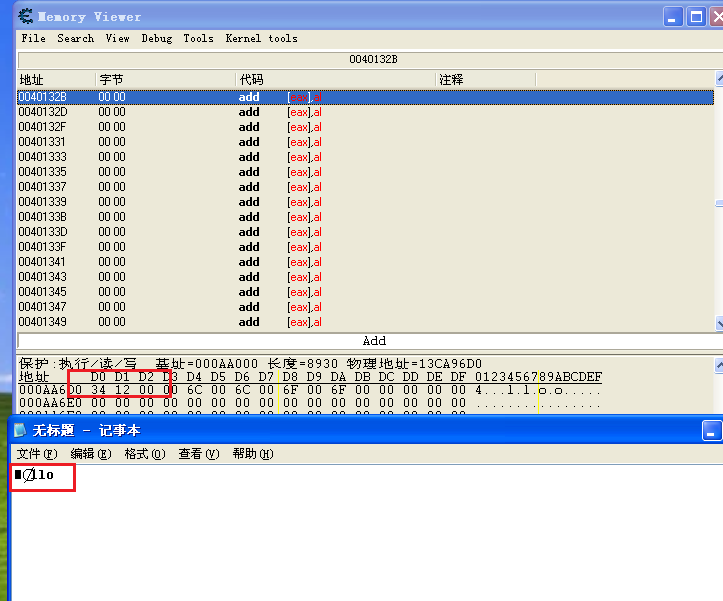 Memory Viewer
File Search View Debug Tools Kernel tools
0040132B
地址 字节 代码 注释
0040132B 00 00 add [eax],al
0040132D 00 00 add [eax],al
0040132F 00 00 add [eax],al
00401331 00 00 add [eax],al
00401333 00 00 add [eax],al
00401335 00 00 add [eax],al
00401337 00 00 add [eax],al
00401339 00 00 add [eax],al
0040133B 00 00 add [eax],al
0040133D 00 00 add [eax],al
0040133F 00 00 add [eax],al
00401341 00 00 add [eax],al
00401343 00 00 add [eax],al
00401345 00 00 add [eax],al
00401347 00 00 add [eax],al
00401349 00 00 add [eax],al
Add
保护:执行/读/写 基址=000AA000 长度=8930 物理地址=13CA96D0
地址 D0 D1 D2 D3 D4 D5 D6 D7 D8 D9 DA DB DC DD DE DF 0123456789ABCDEF
000AA6D0 34 12 00 00 6C 00 6C 00 6F 00 6F 00 00 00 00 00 4...l.l.o.o.....
000AA6E0 00 00 00 00 00 00 00 00 00 00 00 00 00 00 00 00 ................
无标题 - 记事本
文件(F) 编辑(E) 格式(O) 查看(V) 帮助(H)
llo